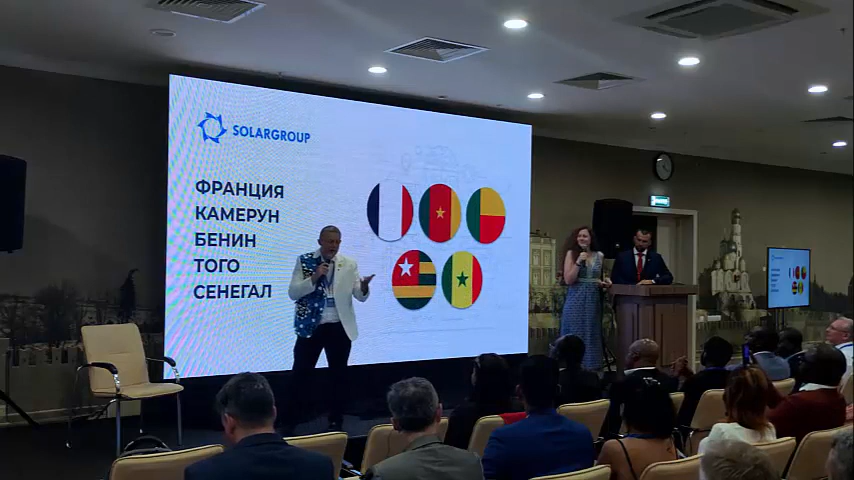 SOLARGROUP
ФРАНЦИЯ
КАМЕРУН
БЕНИН
ТОГО
СЕНЕГАЛ